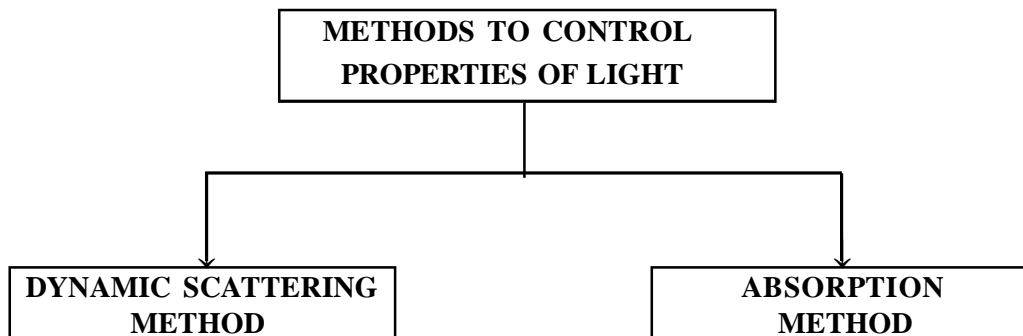 METHODS TO CONTROL
PROPERTIES OF LIGHT
DYNAMIC SCATTERING
METHOD
ABSORPTION
METHOD